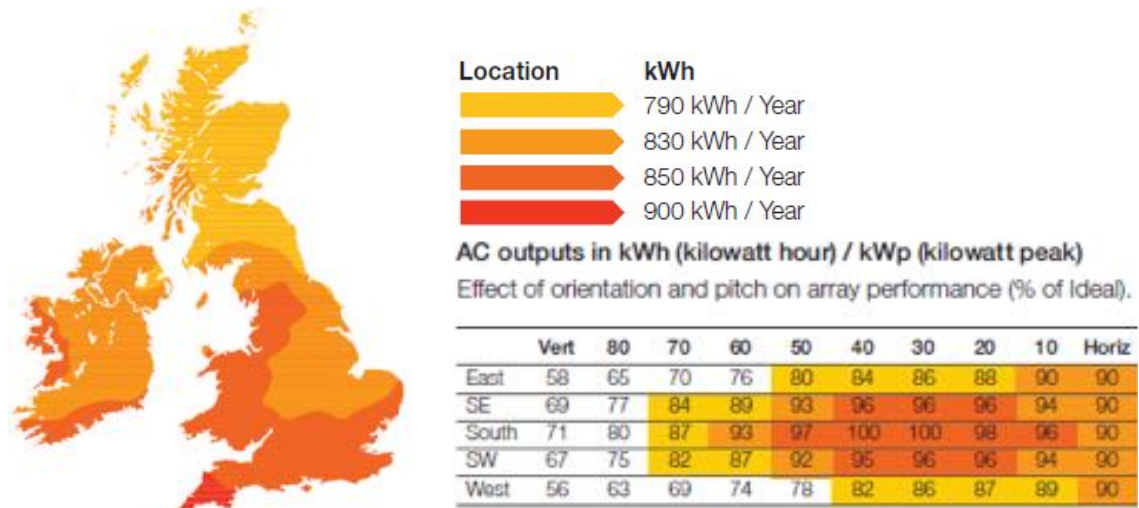 Location kWh
790 kWh / Year
830 kWh / Year
850 kWh / Year
900 kWh / Year
AC outputs in kWh (kilowatt hour) / kWp (kilowatt peak)
Effect of orientation and pitch on array performance (% of Ideal).
Vert 80 70 60 50 40 30 20 10 Horiz
East 58 65 70 76 80 84 86 88 90 90
SE 69 77 84 89 93 96 96 96 94 90
South 71 80 87 93 97 100 100 98 96 90
SW 67 75 82 87 92 95 96 96 94 90
West 56 63 69 74 78 82 86 87 89 90